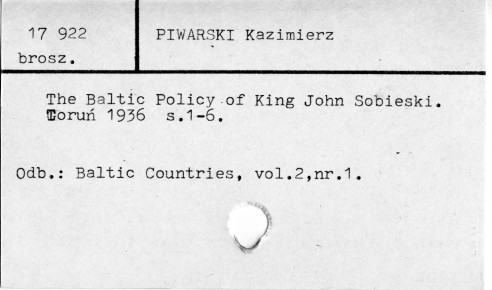 17 922
brosz.
PIWARSKI Kazimierz
The Baltic Policy of King John Sobieski.
Toruń 1936 s.1-6.
Odb.: Baltic Countries, vol.2,nr.1.